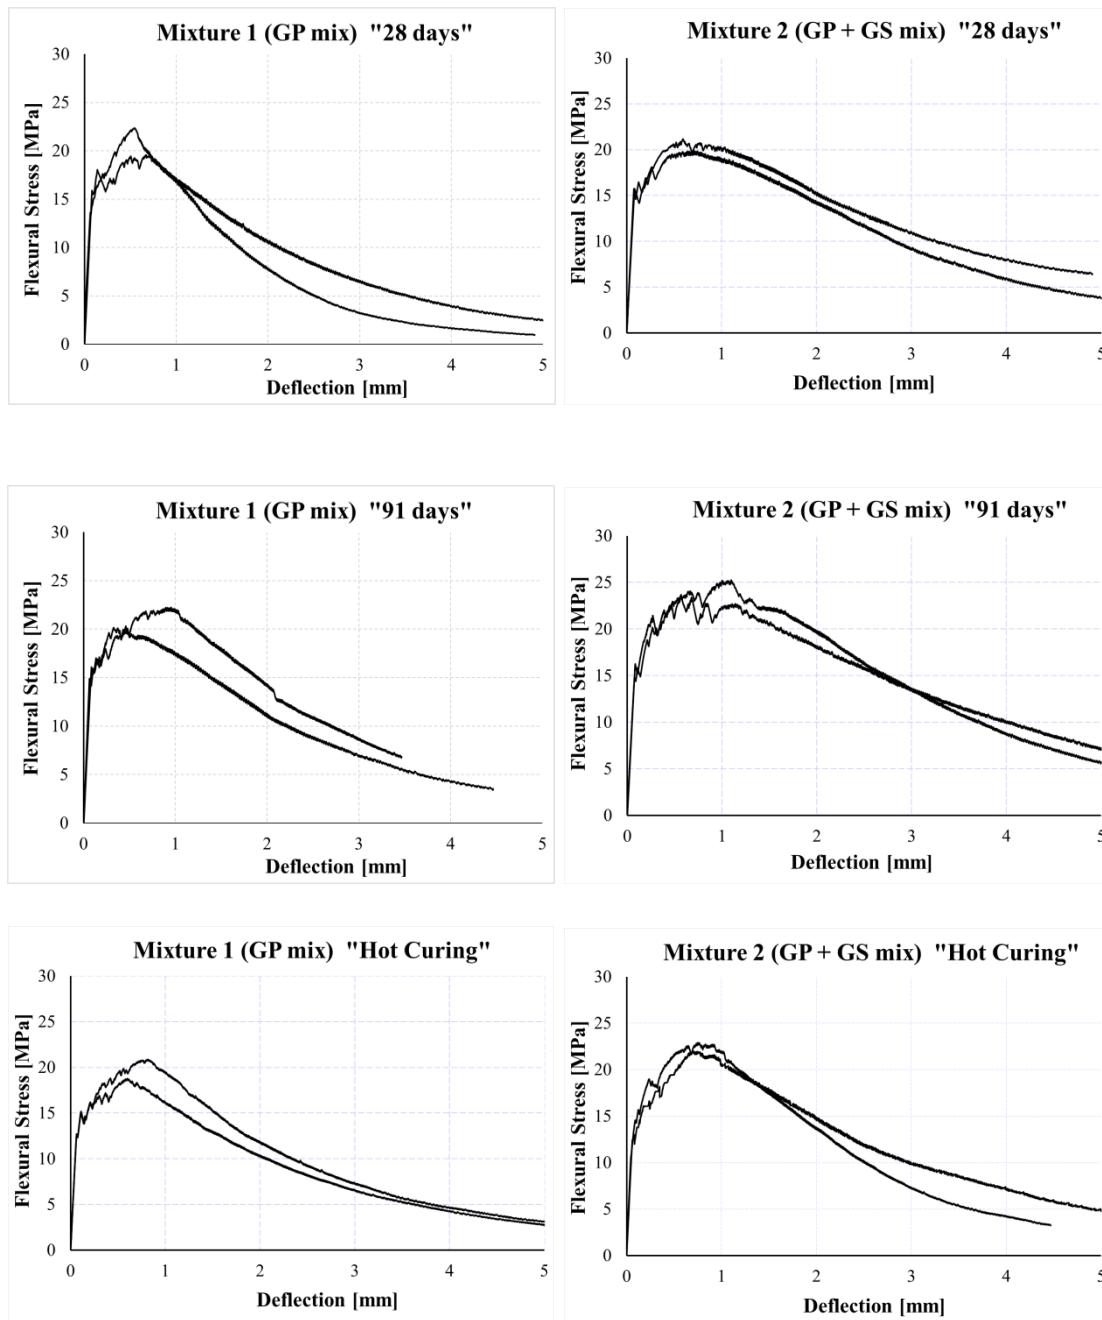 Mixture 1 (GP mix) "28 days"
30
25
20
15
10
5
0
Flexural Stress [MPa]
0 1 2 3 4 5
Deflection [mm]
Mixture 2 (GP + GS mix) "28 days"
30
25
20
15
10
5
0
Flexural Stress [MPa]
0 1 2 3 4 5
Deflection [mm]
Mixture 1 (GP mix) "91 days"
30
25
20
15
10
5
0
Flexural Stress [MPa]
0 1 2 3 4 5
Deflection [mm]
Mixture 2 (GP + GS mix) "91 days"
30
25
20
15
10
5
0
Flexural Stress [MPa]
0 1 2 3 4 5
Deflection [mm]
Mixture 1 (GP mix) "Hot Curing"
30
25
20
15
10
5
0
Flexural Stress [MPa]
0 1 2 3 4 5
Deflection [mm]
Mixture 2 (GP + GS mix) "Hot Curing"
30
25
20
15
10
5
0
Flexural Stress [MPa]
0 1 2 3 4 5
Deflection [mm]